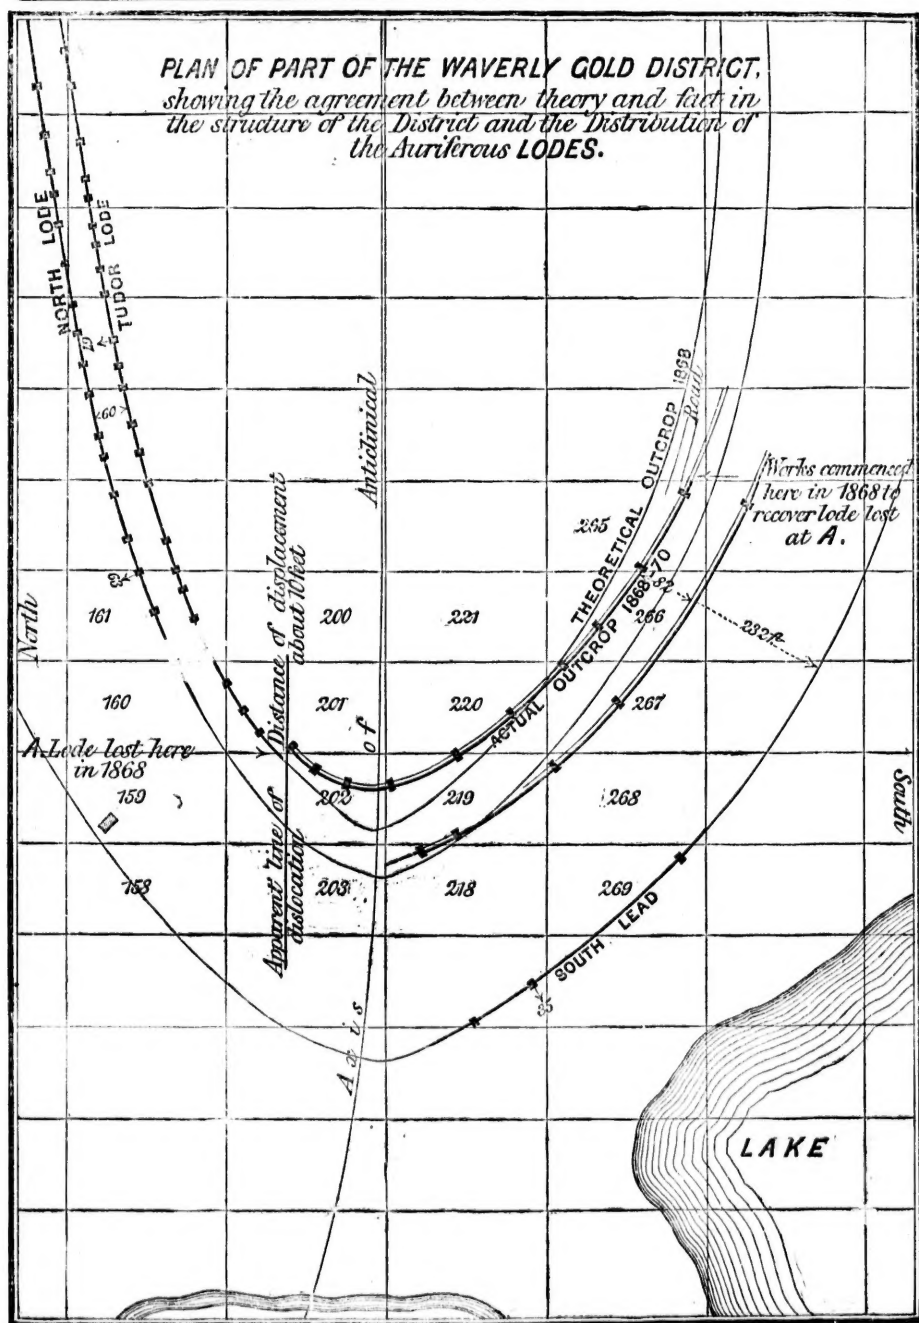 PLAN OF PART OF THE WAVERLY GOLD DISTRICT,
showing the agreement between theory and fact in
the structure of the District and the Distribution of
the Auriferous LODES.
NORTH LODE
TUDOR LODE
<60>
Anticlinical
of
Axis
THEORETICAL OUTCROP 1868
Road
ACTUAL OUTCROP 1868-70
Works commenced
here in 1868 to
recover lode lost
at A.
232 ft
82
265
266
267
268
269
161
160
159
158
200
201
202
203
221
220
219
218
North
South
A. Lode lost here
in 1868
Y Distance of displacement
about 10 feet
Apparent line of
dislocation
SOUTH LEAD
85
LAKE